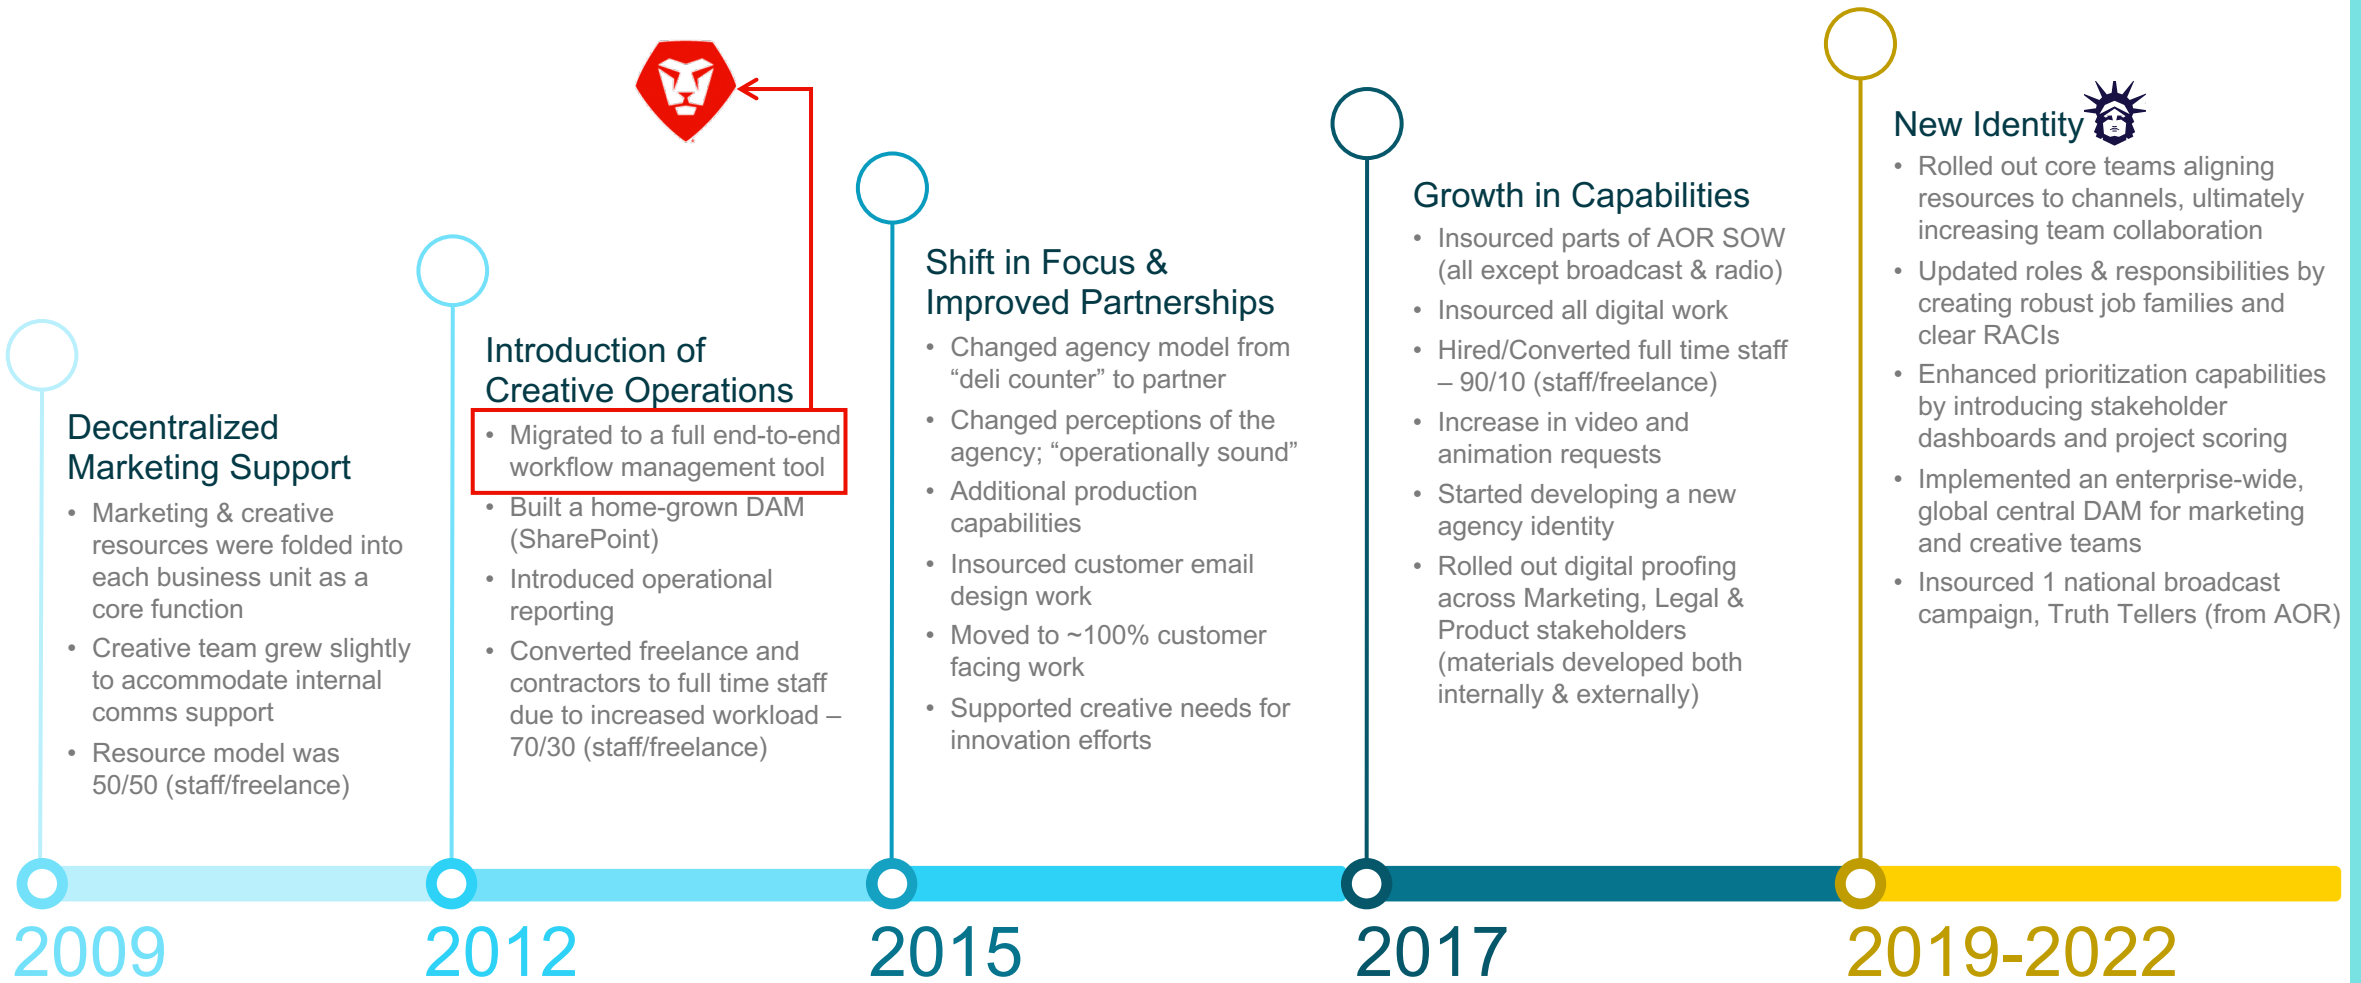 Decentralized
Marketing Support
• Marketing & creative
resources were folded into
each business unit as a
core function
• Creative team grew slightly
to accommodate internal
comms support
• Resource model was
50/50 (staff/freelance)
2009
Introduction of
Creative Operations
• Migrated to a full end-to-end
workflow management tool
• Built a home-grown DAM
(SharePoint)
• Introduced operational
reporting
• Converted freelance and
contractors to full time staff
due to increased workload –
70/30 (staff/freelance)
2012
Shift in Focus &
Improved Partnerships
• Changed agency model from
“deli counter” to partner
• Changed perceptions of the
agency; “operationally sound”
• Additional production
capabilities
• Insourced customer email
design work
• Moved to ~100% customer
facing work
• Supported creative needs for
innovation efforts
2015
Growth in Capabilities
• Insourced parts of AOR SOW
(all except broadcast & radio)
• Insourced all digital work
• Hired/Converted full time staff
– 90/10 (staff/freelance)
• Increase in video and
animation requests
• Started developing a new
agency identity
• Rolled out digital proofing
across Marketing, Legal &
Product stakeholders
(materials developed both
internally & externally)
2017
New Identity
• Rolled out core teams aligning
resources to channels, ultimately
increasing team collaboration
• Updated roles & responsibilities by
creating robust job families and
clear RACIs
• Enhanced prioritization capabilities
by introducing stakeholder
dashboards and project scoring
• Implemented an enterprise-wide,
global central DAM for marketing
and creative teams
• Insourced 1 national broadcast
campaign, Truth Tellers (from AOR)
2019-2022